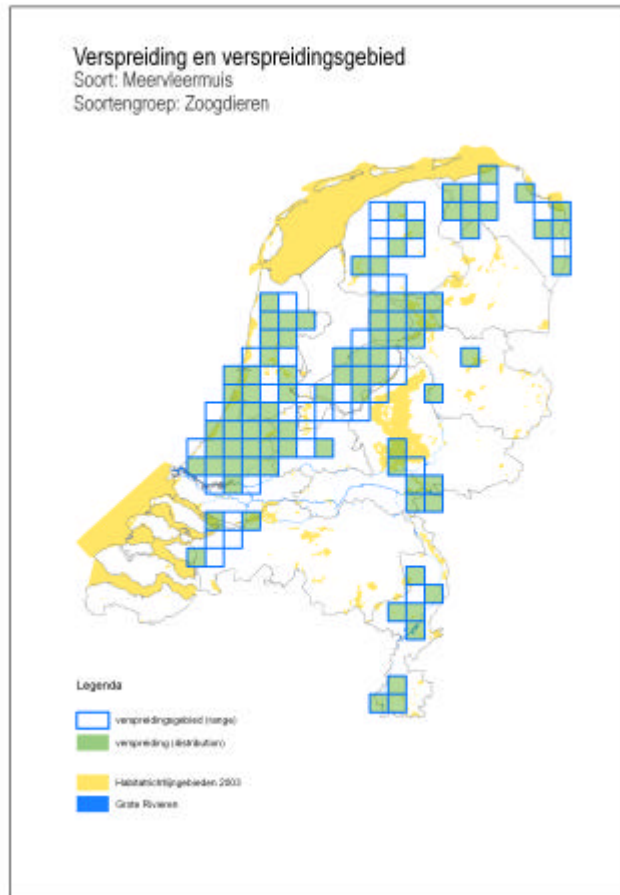 Verspreiding en verspreidingsgebied
Soort: Meervleermuis
Soortengroep: Zoogdieren
Legenda
verspreidingsgebied (range)
verspreiding (distribution)
Habitatrichtlijngebieden 2003
Grote Rivieren